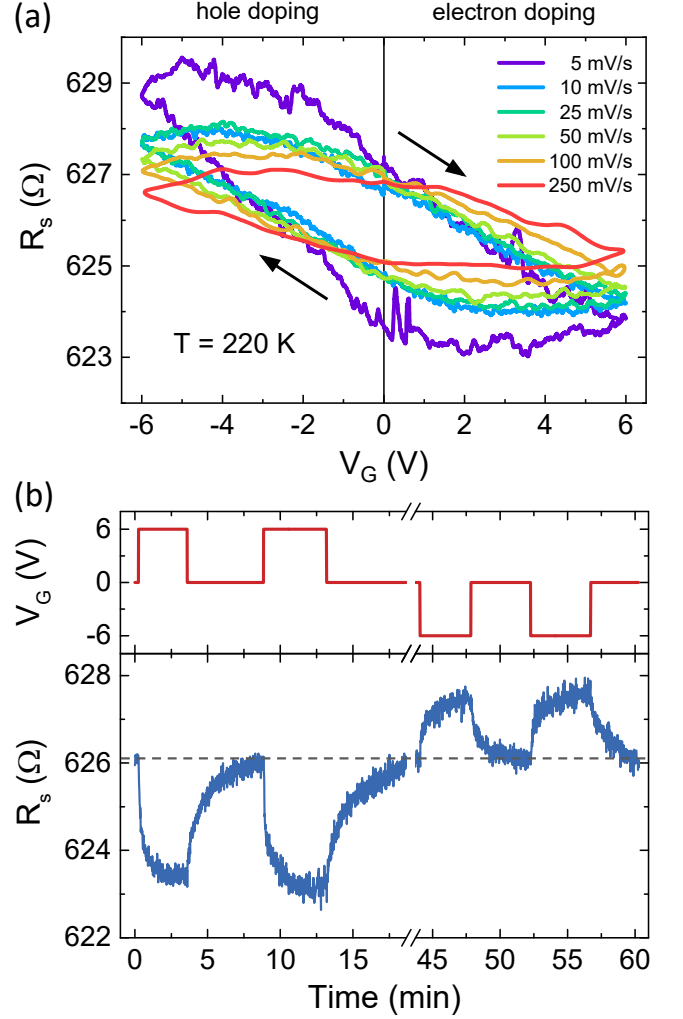 (a)
hole doping
electron doping
629
627
625
623
R_s (Ω)
5 mV/s
10 mV/s
25 mV/s
50 mV/s
100 mV/s
250 mV/s
T = 220 K
-6 -4 -2 0 2 4 6
V_G (V)
(b)
6
0
-6
V_G (V)
628
626
624
622
R_s (Ω)
0 5 10 15 45 50 55 60
Time (min)